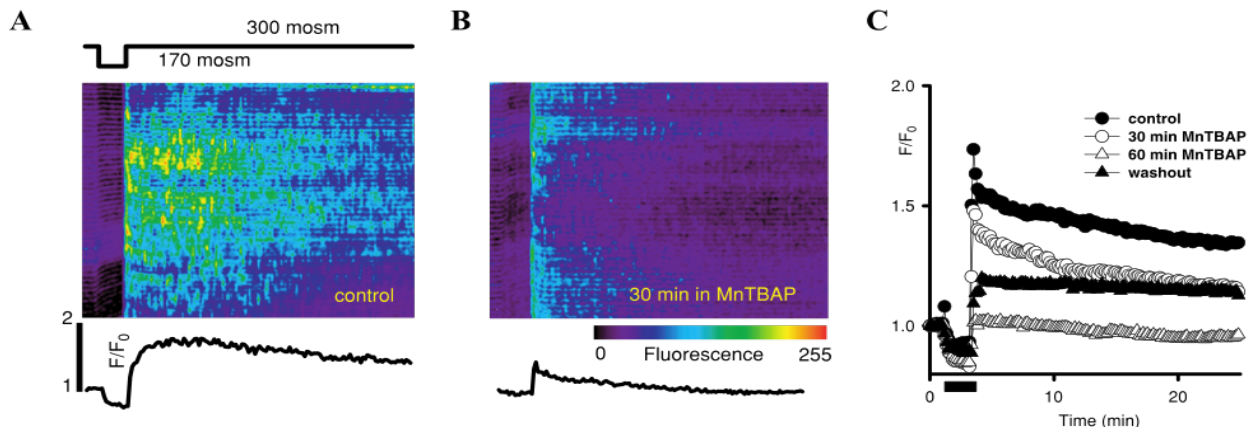 A
300 mosm
170 mosm
control
2
F/F0
1
B
30 min in MnTBAP
0 Fluorescence 255
C
2.0
F/F0
1.5
1.0
control
30 min MnTBAP
60 min MnTBAP
washout
0 10 20
Time (min)